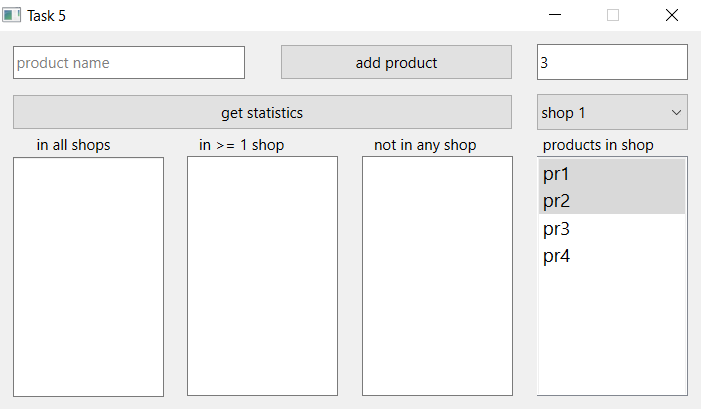 Task 5
product name
add product
3
get statistics
shop 1
in all shops
in >= 1 shop
not in any shop
products in shop
pr1
pr2
pr3
pr4